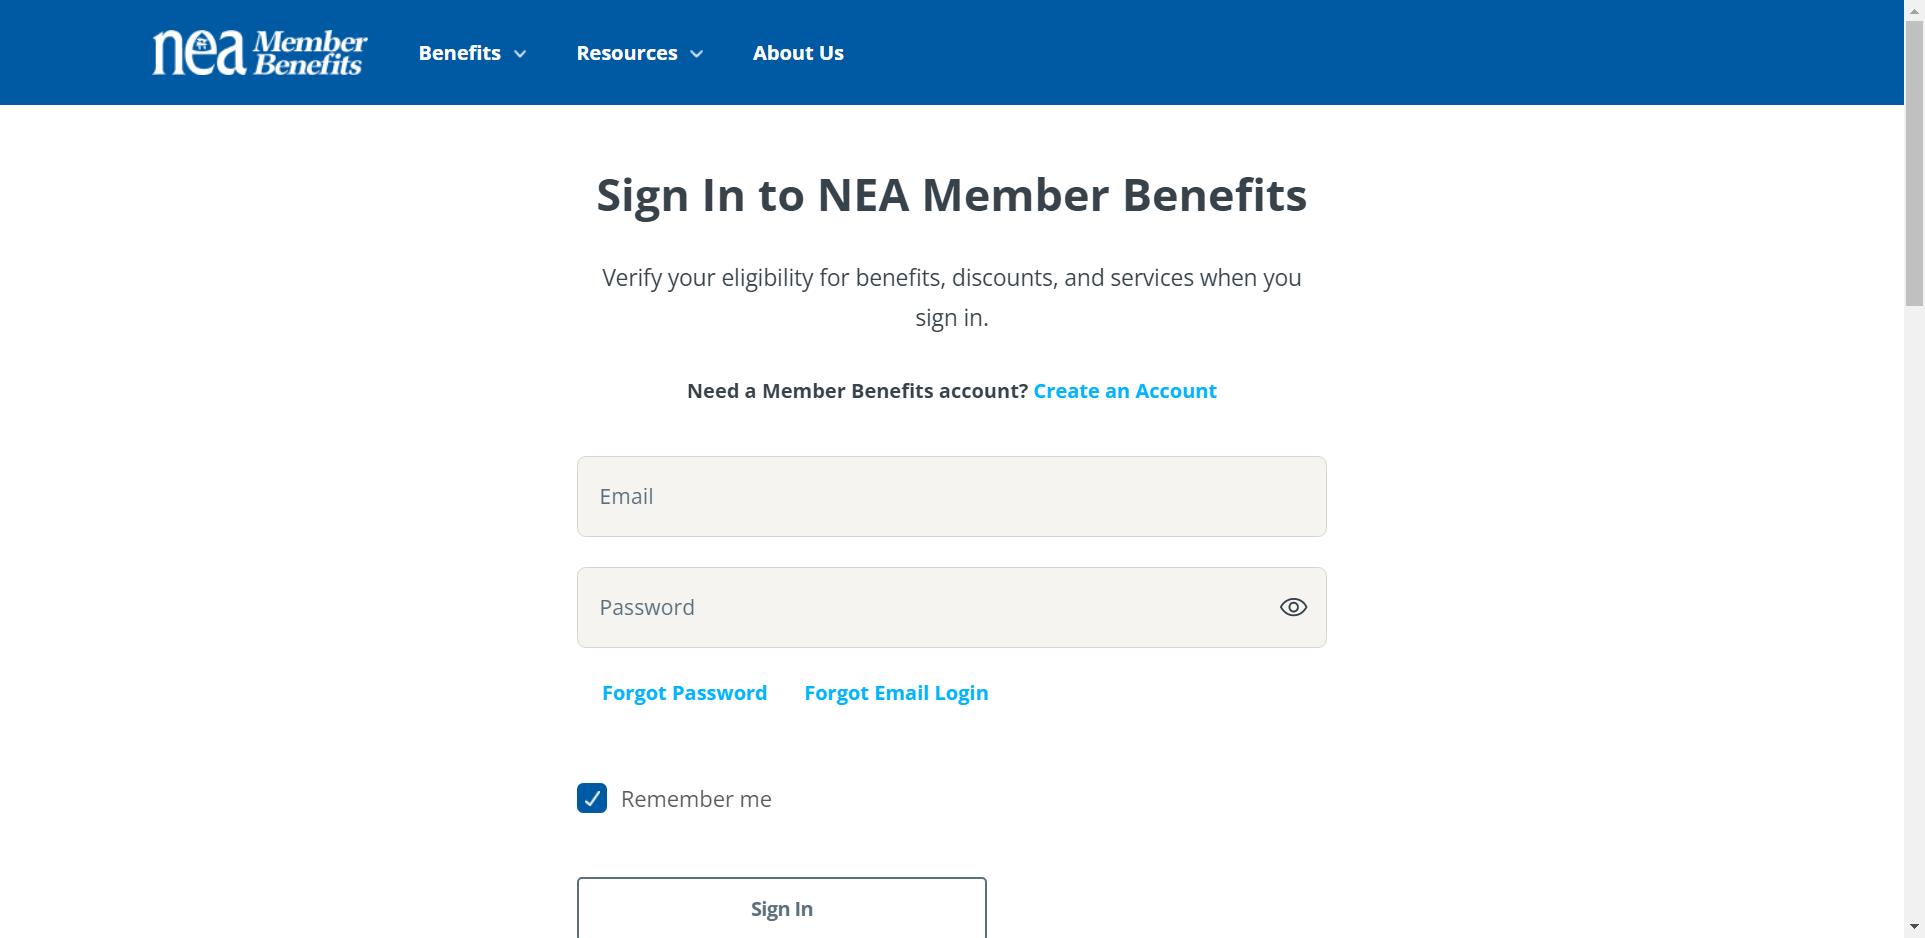 nea Member Benefits
Benefits
Resources
About Us
Sign In to NEA Member Benefits
Verify your eligibility for benefits, discounts, and services when you
sign in.
Need a Member Benefits account? Create an Account
Email
Password
Forgot Password
Forgot Email Login
Remember me
Sign In